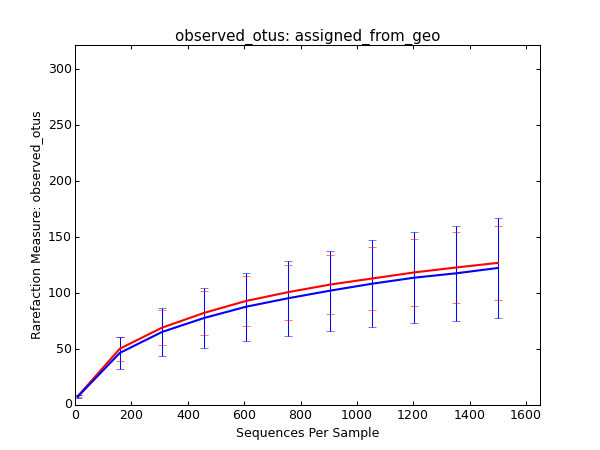 observed_otus: assigned_from_geo
300
250
200
150
100
50
0
Rarefaction Measure: observed_otus
0 200 400 600 800 1000 1200 1400 1600
Sequences Per Sample